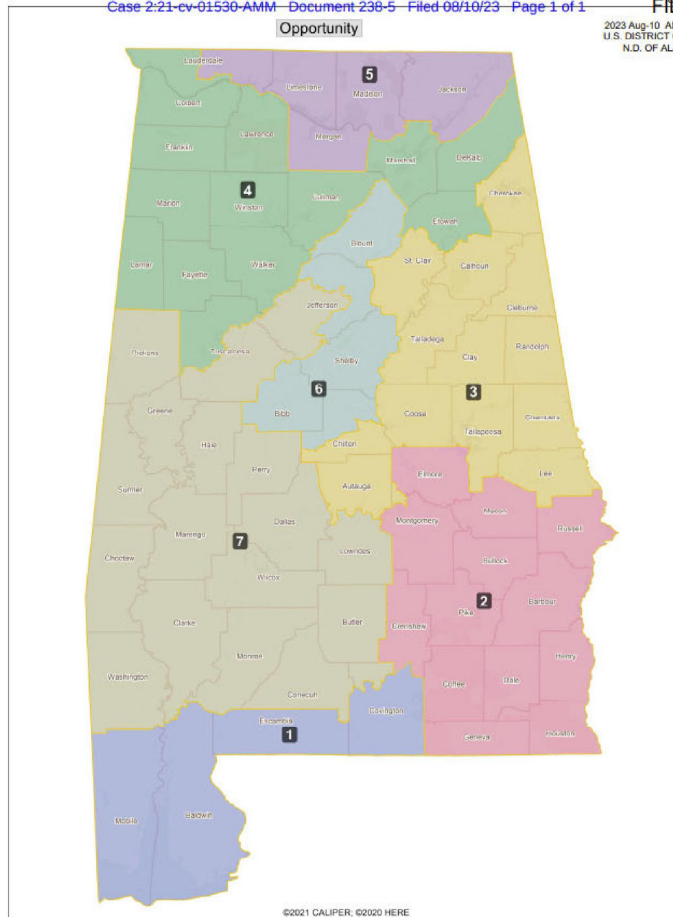 Case 2:21-cv-01530-AMM Document 238-5 Filed 08/10/23 Page 1 of 1
2023 Aug-10
U.S. DISTRICT
N.D. OF
Opportunity
Lauderdale
Limestone
5
Madison
Jackson
Colbert
Lawrence
Morgan
Franklin
Marshall
DeKalb
Cherokee
Marion
4
Winston
Cullman
Etowah
Blount
Lamar
Fayette
Walker
St. Clair
Calhoun
Jefferson
Cleburne
Pickens
Tuscaloosa
Talladega
Randolph
Shelby
Clay
Greene
Bibb
6
3
Coosa
Tallapoosa
Chambers
Hale
Chilton
Perry
Elmore
Lee
Sumter
Autauga
Dallas
Montgomery
Macon
Russell
Marengo
7
Lowndes
Choctaw
Bullock
Wilcox
2
Barbour
Clarke
Butler
Crenshaw
Pike
Monroe
Henry
Washington
Conecuh
Coffee
Dale
Covington
Escambia
1
Geneva
Houston
Mobile
Baldwin
©2021 CALIPER; ©2020 HERE